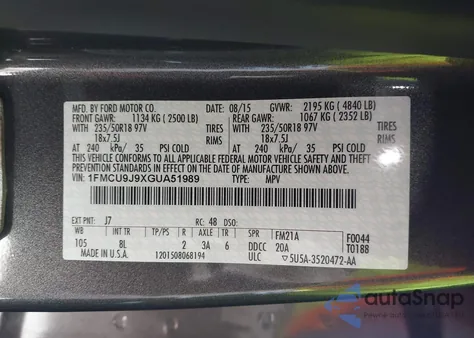 MFD. BY FORD MOTOR CO. 08/15 GVWR: 2195 KG ( 4840 LB)
FRONT GAWR: 1134 KG ( 2500 LB) REAR GAWR: 1067 KG ( 2352 LB)
WITH 235/50R18 97V TIRES WITH 235/50R18 97V TIRES
18x7.5J RIMS 18x7.5J RIMS
AT 240 kPa/ 35 PSI COLD AT 240 kPa/ 35 PSI COLD
THIS VEHICLE CONFORMS TO ALL APPLICABLE FEDERAL MOTOR VEHICLE SAFETY, BUMPER,
AND THEFT PREVENTION STANDARDS IN EFFECT ON THE DATE OF MANUFACTURE SHOWN ABOVE.
VIN: 1FMCU9J9XGUA51989 TYPE: MPV
EXT PNT: J7 RC: 48 DSO:
WB INT TR TP/PS R AXLE TR SPR FM21A F0044
105 8L 2 3A 6 DDCC 20A T0188
MADE IN U.S.A. 1201508068194 ULC 5U5A-3520472-AA
autoSnap
powered by AutoBidCar